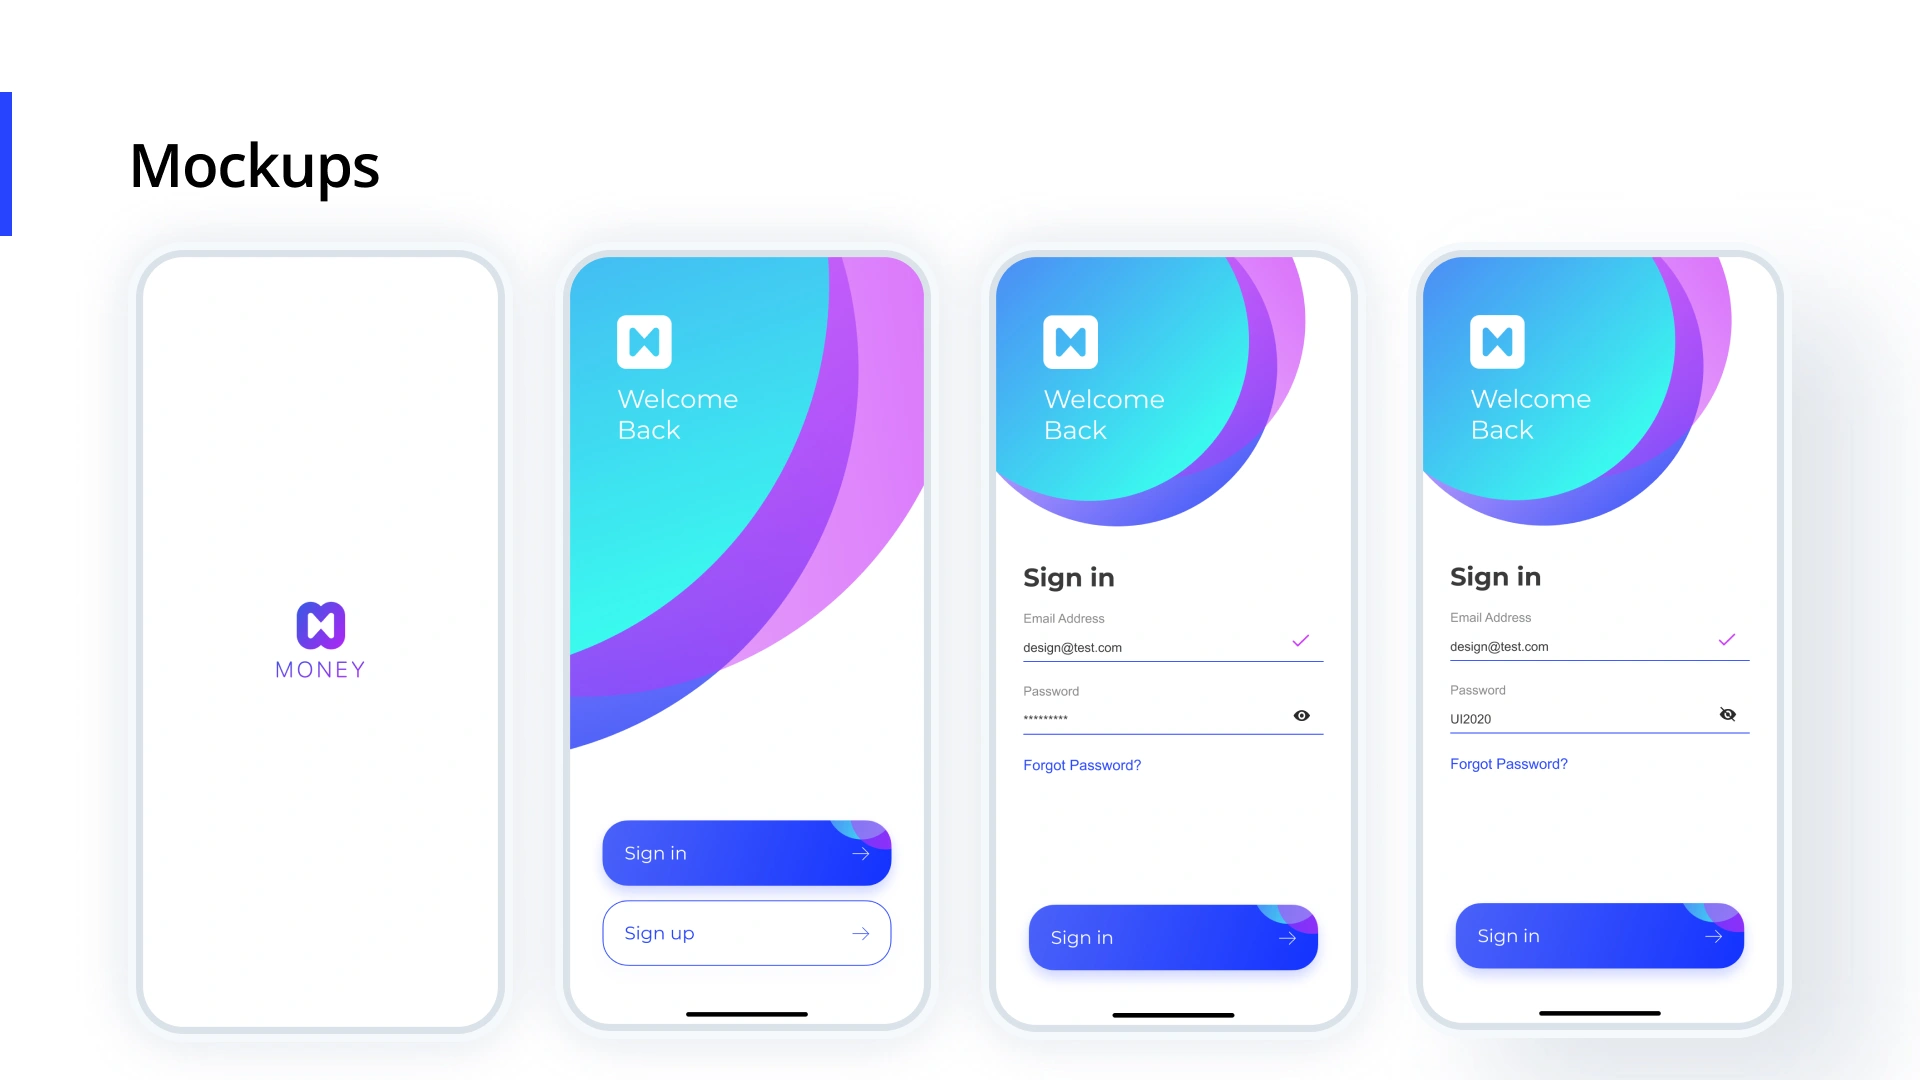 Mockups
MONEY
Welcome
Back
Sign in
Sign up
Welcome
Back
Sign in
Email Address
design@test.com
Password
*********
Forgot Password?
Sign in
Welcome
Back
Sign in
Email Address
design@test.com
Password
UI2020
Forgot Password?
Sign in